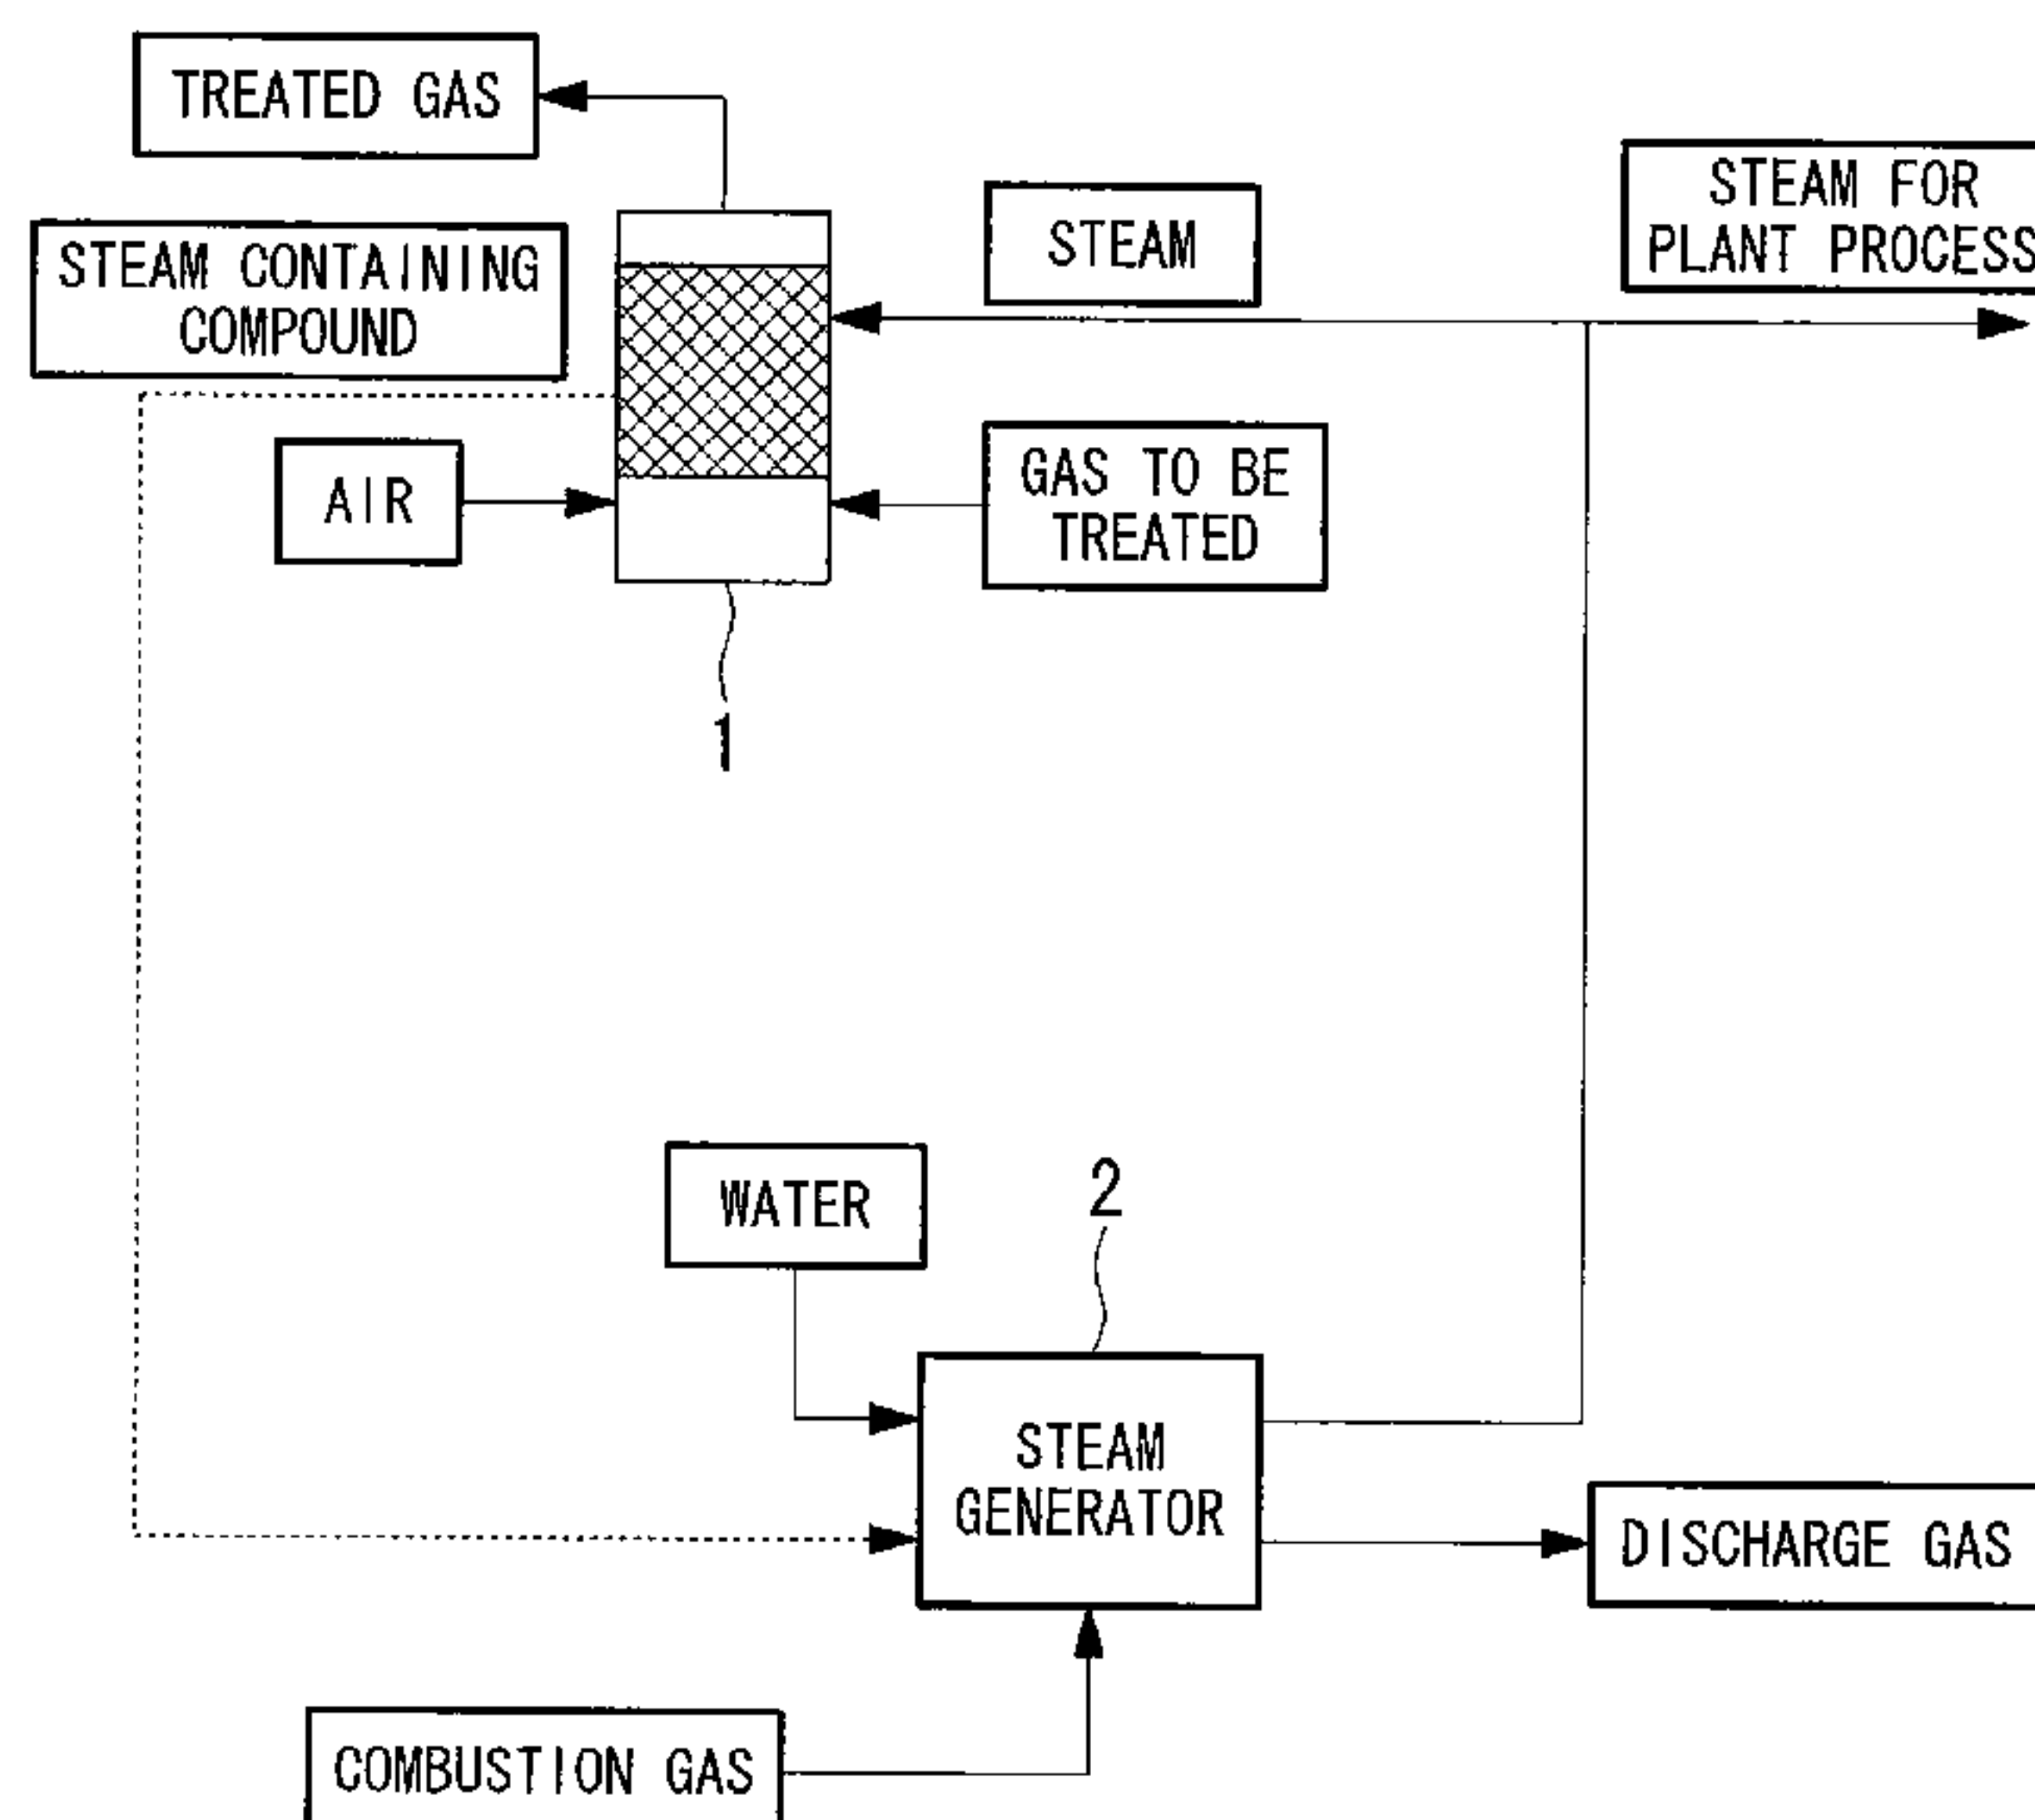 TREATED GAS
STEAM FOR
PLANT PROCESS
STEAM
STEAM CONTAINING
COMPOUND
AIR
GAS TO BE
TREATED
1
WATER
2
STEAM
GENERATOR
DISCHARGE GAS
COMBUSTION GAS